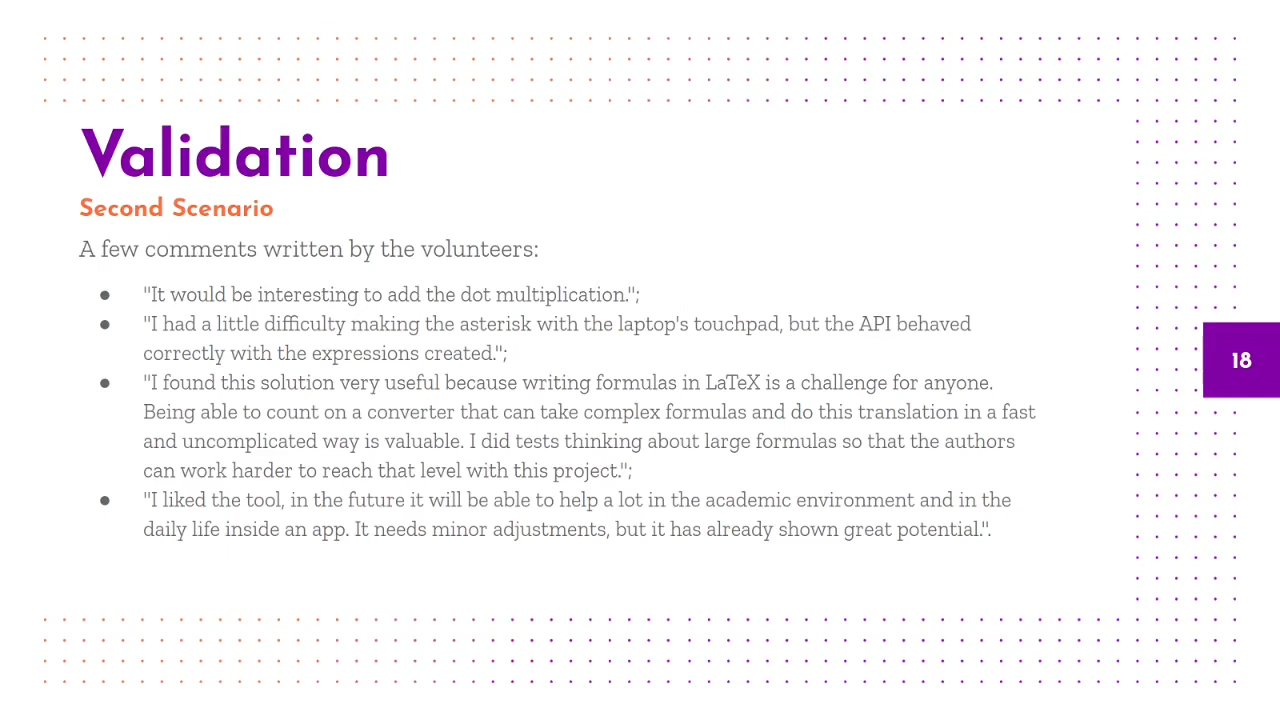 Validation
Second Scenario
A few comments written by the volunteers:
● "It would be interesting to add the dot multiplication.";
● "I had a little difficulty making the asterisk with the laptop's touchpad, but the API behaved
correctly with the expressions created.";
● "I found this solution very useful because writing formulas in LaTeX is a challenge for anyone.
Being able to count on a converter that can take complex formulas and do this translation in a fast
and uncomplicated way is valuable. I did tests thinking about large formulas so that the authors
can work harder to reach that level with this project.";
● "I liked the tool, in the future it will be able to help a lot in the academic environment and in the
daily life inside an app. It needs minor adjustments, but it has already shown great potential.".
18